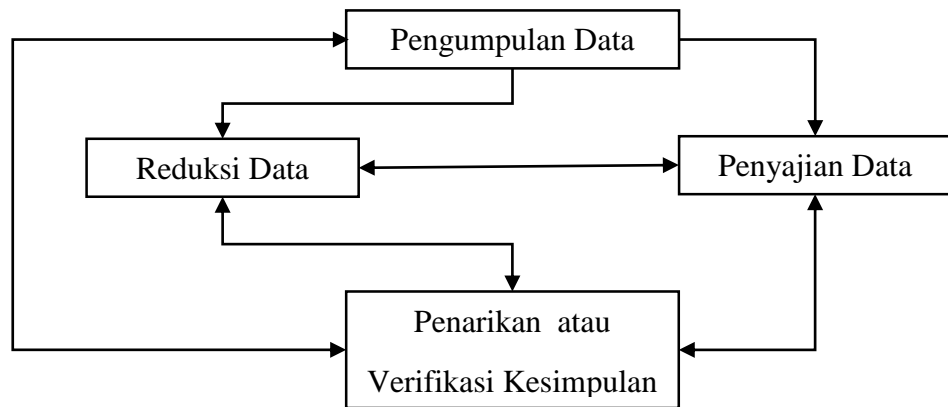 Pengumpulan Data
Reduksi Data
Penyajian Data
Penarikan atau
Verifikasi Kesimpulan